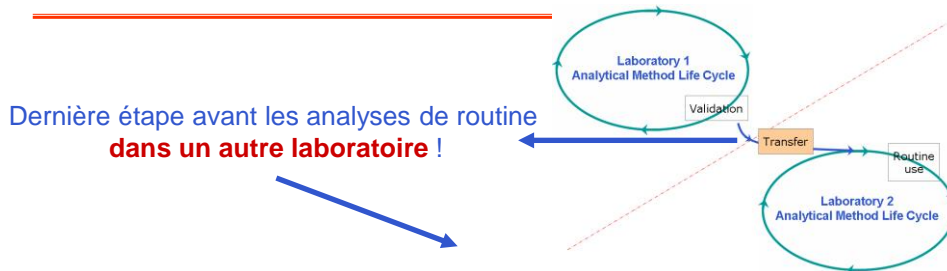 Laboratory 1
Analytical Method Life Cycle
Validation
Dernière étape avant les analyses de routine
dans un autre laboratoire !
Transfer
Routine
use
Laboratory 2
Analytical Method Life Cycle